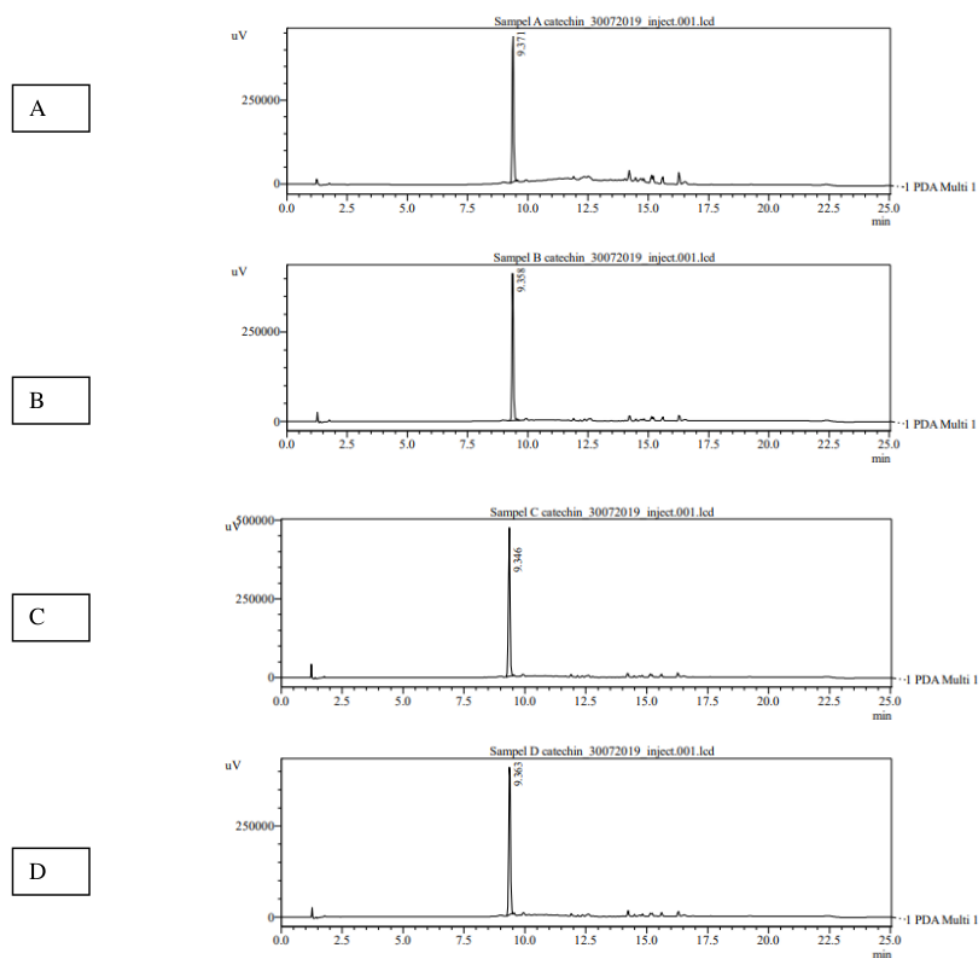 Sampel A catechin_30072019_inject.001.lcd
uV
9.371
A
250000
0
1 PDA Multi 1
0.0 2.5 5.0 7.5 10.0 12.5 15.0 17.5 20.0 22.5 25.0
min
Sampel B catechin_30072019_inject.001.lcd
uV
9.358
250000
B
0
1 PDA Multi 1
0.0 2.5 5.0 7.5 10.0 12.5 15.0 17.5 20.0 22.5 25.0
min
Sampel C catechin_30072019_inject.001.lcd
500000
uV
9.346
250000
C
0
1 PDA Multi 1
0.0 2.5 5.0 7.5 10.0 12.5 15.0 17.5 20.0 22.5 25.0
min
Sampel D catechin_30072019_inject.001.lcd
uV
9.363
250000
D
0
1 PDA Multi 1
0.0 2.5 5.0 7.5 10.0 12.5 15.0 17.5 20.0 22.5 25.0
min